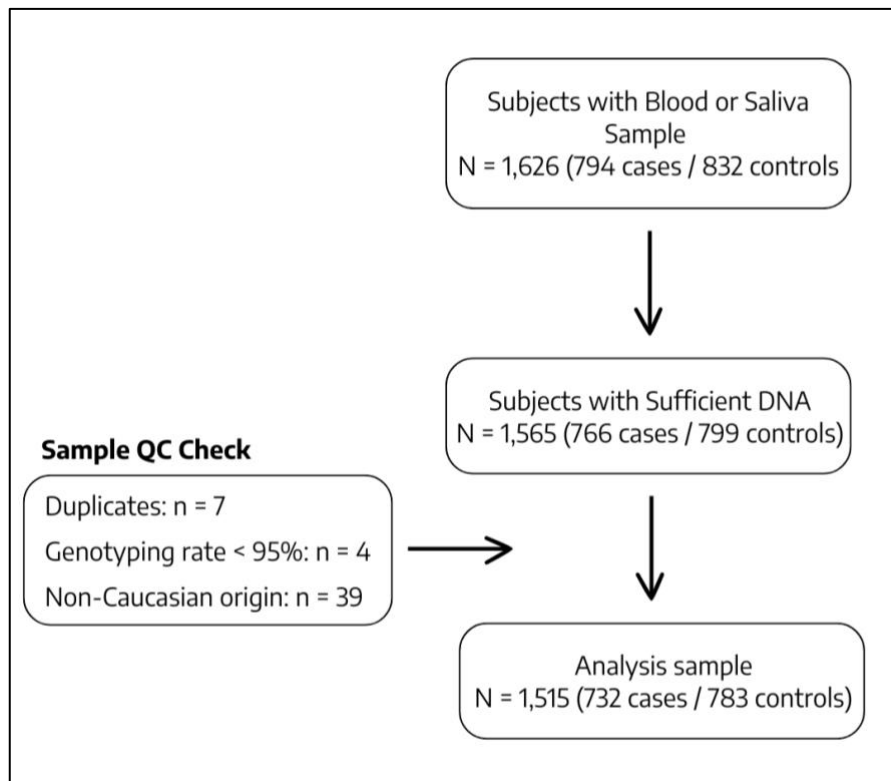 Subjects with Blood or Saliva
Sample
N = 1,626 (794 cases / 832 controls
Subjects with Sufficient DNA
N = 1,565 (766 cases / 799 controls)
Sample QC Check
Duplicates: n = 7
Genotyping rate < 95%: n = 4
Non-Caucasian origin: n = 39
Analysis sample
N = 1,515 (732 cases / 783 controls)